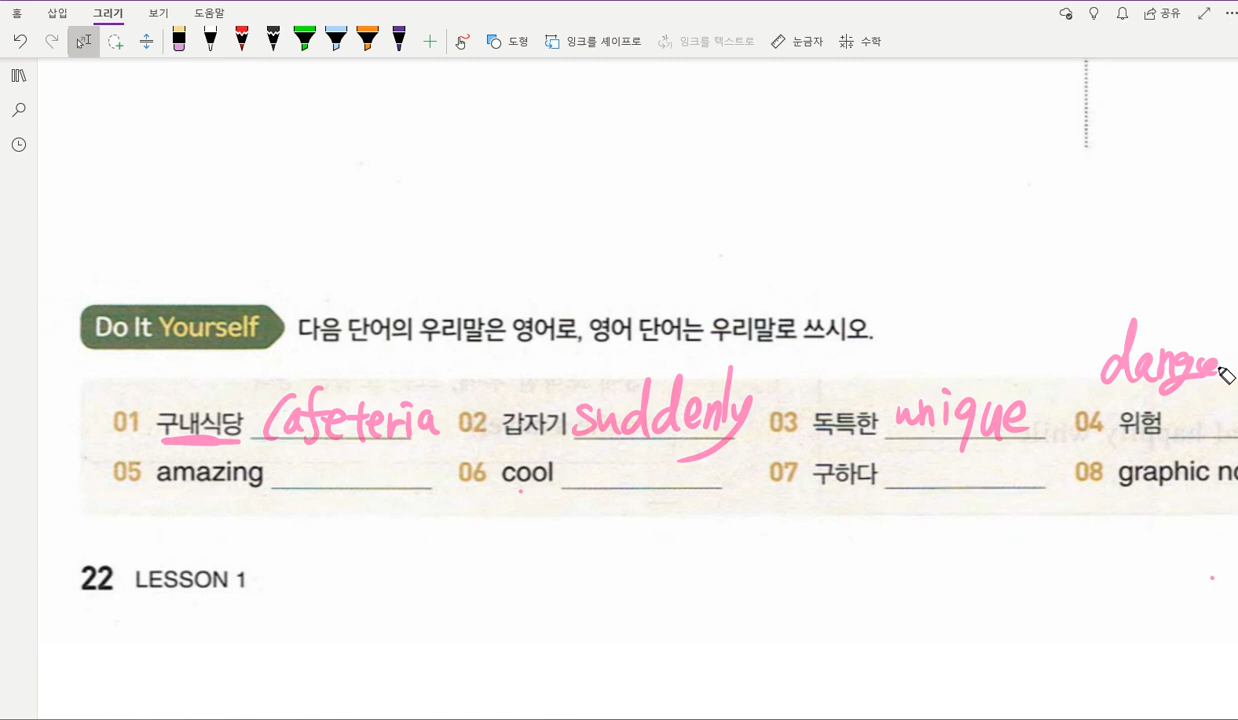 홈 삽입 그리기 보기 도움말 공유
도형 잉크를 셰이프로 잉크를 텍스트로 눈금자 수학
Do It Yourself 다음 단어의 우리말은 영어로, 영어 단어는 우리말로 쓰시오.
01 구내식당 Cafeteria 02 갑자기 suddenly 03 독특한 unique 04 위험
05 amazing 06 cool 07 구하다 08 graphic no
22 LESSON 1